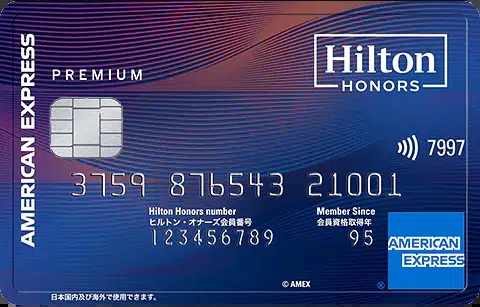 AMERICAN EXPRESS
PREMIUM
Hilton
HONORS
7997
3759 876543 21001
Hilton Honors number
ヒルトン・オナーズ会員番号
123456789
Member Since
会員資格取得年
95
AMERICAN
EXPRESS
© AMEX
®
日本国内及び海外で使用できます。